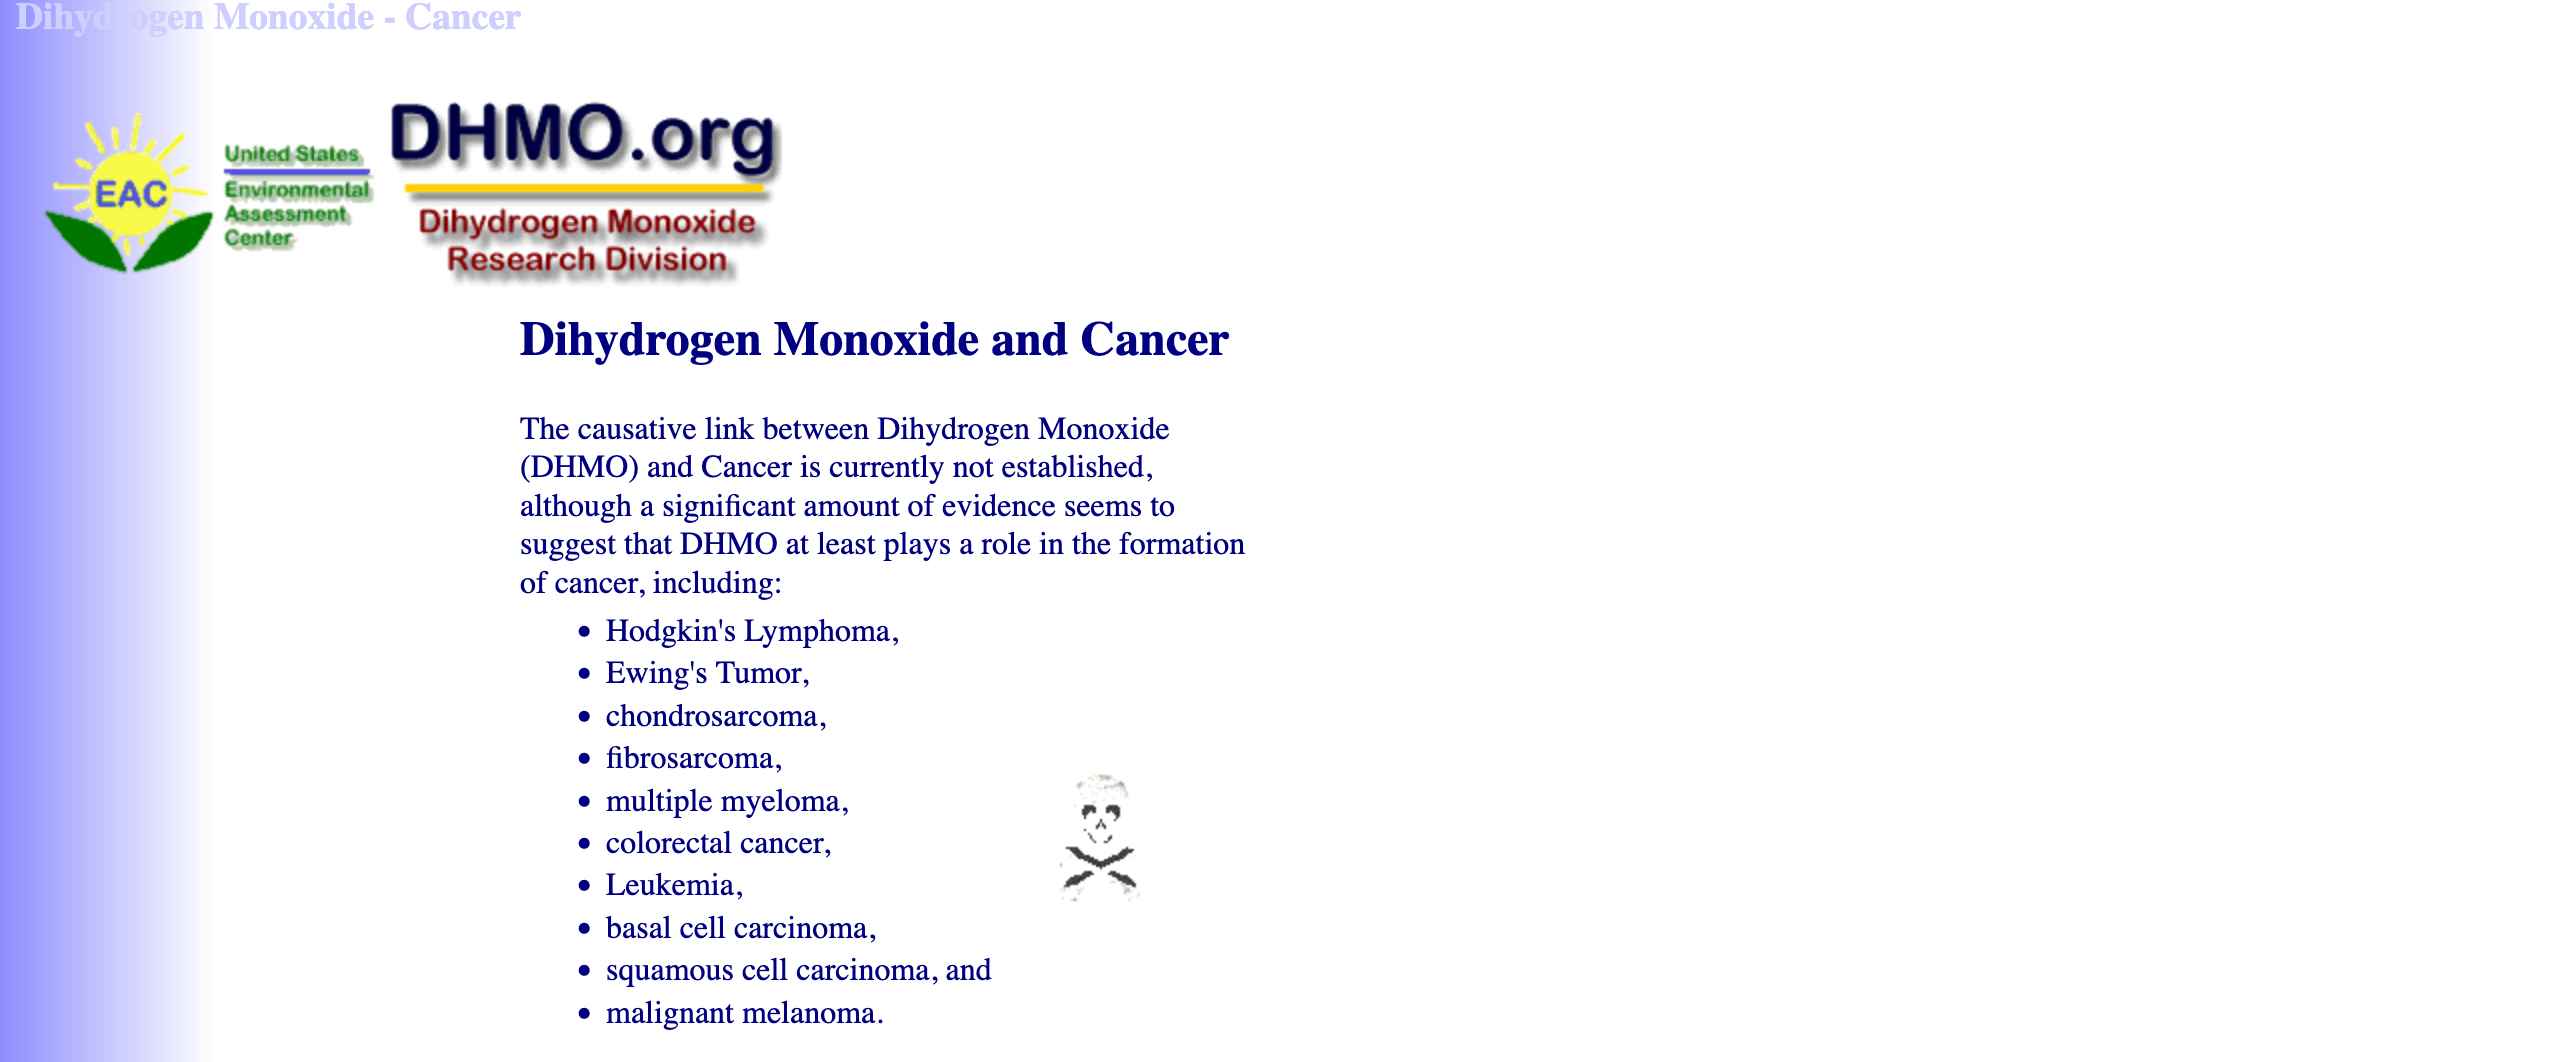 Dihydrogen Monoxide - Cancer
EAC
United States
Environmental
Assessment
Center
DHMO.org
Dihydrogen Monoxide
Research Division
Dihydrogen Monoxide and Cancer
The causative link between Dihydrogen Monoxide
(DHMO) and Cancer is currently not established,
although a significant amount of evidence seems to
suggest that DHMO at least plays a role in the formation
of cancer, including:
• Hodgkin's Lymphoma,
• Ewing's Tumor,
• chondrosarcoma,
• fibrosarcoma,
• multiple myeloma,
• colorectal cancer,
• Leukemia,
• basal cell carcinoma,
• squamous cell carcinoma, and
• malignant melanoma.